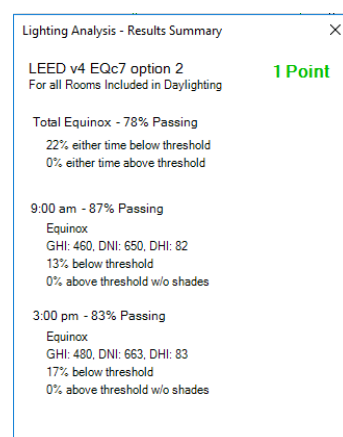 Lighting Analysis - Results Summary
LEED v4 EQc7 option 2
1 Point
For all Rooms Included in Daylighting
Total Equinox - 78% Passing
22% either time below threshold
0% either time above threshold
9:00 am - 87% Passing
Equinox
GHI: 460, DNI: 650, DHI: 82
13% below threshold
0% above threshold w/o shades
3:00 pm - 83% Passing
Equinox
GHI: 480, DNI: 663, DHI: 83
17% below threshold
0% above threshold w/o shades